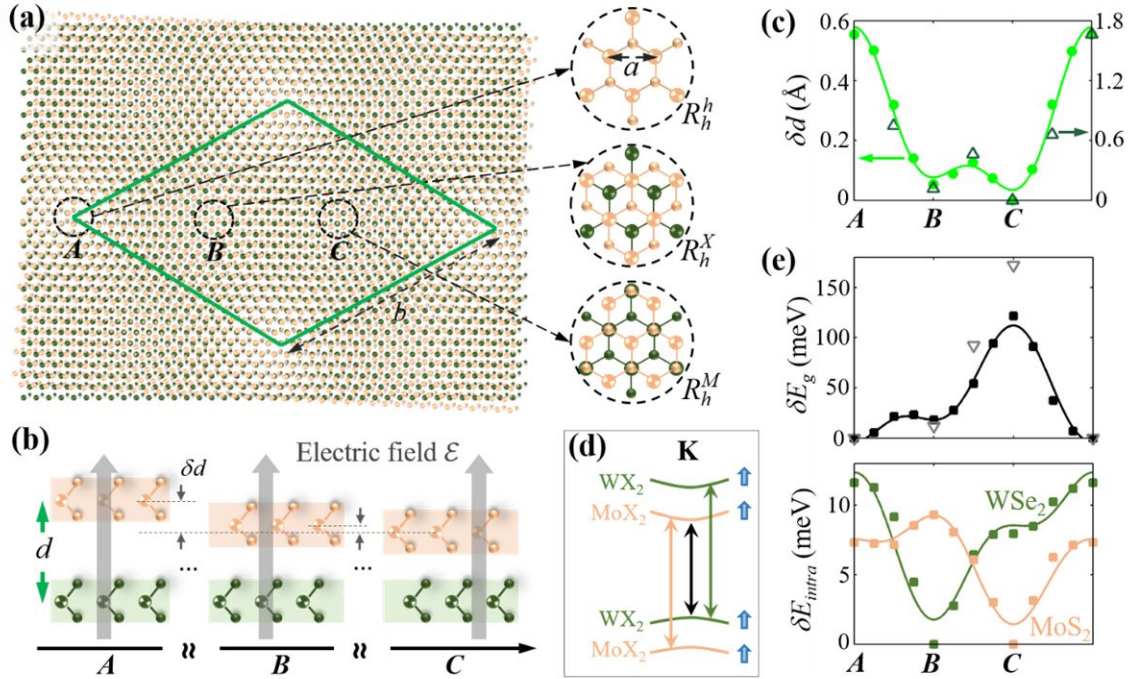 (a)
a
R_h^h
R_h^X
R_h^M
A
B
C
b
(b)
Electric field ℰ
δd
d
...
...
A
≈
B
≈
C
(c)
δd (Å)
0.6
0.4
0.2
0
1.8
1.2
0.6
0
A
B
C
(d)
K
WX₂
MoX₂
WX₂
MoX₂
(e)
δE_g (meV)
150
100
50
0
δE_intra (meV)
10
5
0
WSe₂
MoS₂
A
B
C